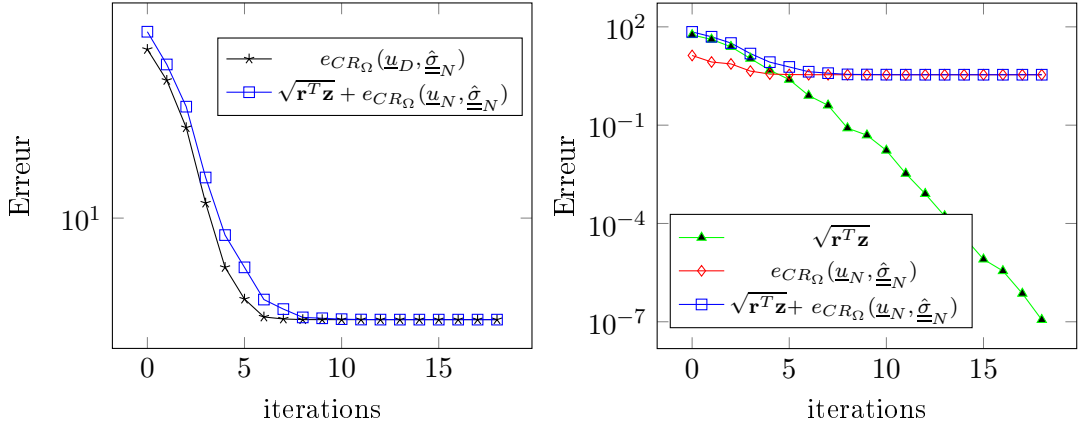 Erreur
10^1
0 5 10 15
iterations
e_{CR_Ω}(u_D, σ̂_N)
√(r^T z) + e_{CR_Ω}(u_N, σ̂_N)
Erreur
10^2
10^−1
10^−4
10^−7
0 5 10 15
iterations
√(r^T z)
e_{CR_Ω}(u_N, σ̂_N)
√(r^T z)+ e_{CR_Ω}(u_N, σ̂_N)